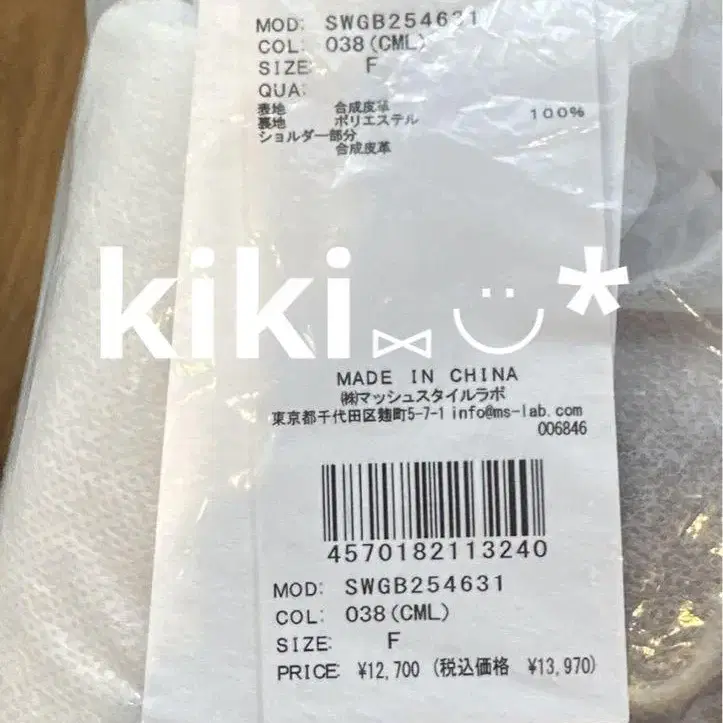 MOD: SWGB254631
COL: 038(CML)
SIZE F
QUA:
表地 合成皮革
裏地 ポリエステル 100%
ショルダー部分
合成皮革
kiki
MADE IN CHINA
㈱マッシュスタイルラボ
東京都千代田区麹町5-7-1 info@ms-lab.com
006846
4570182113240
MOD: SWGB254631
COL: 038(CML)
SIZE: F
PRICE: ¥12,700 (税込価格 ¥13,970)